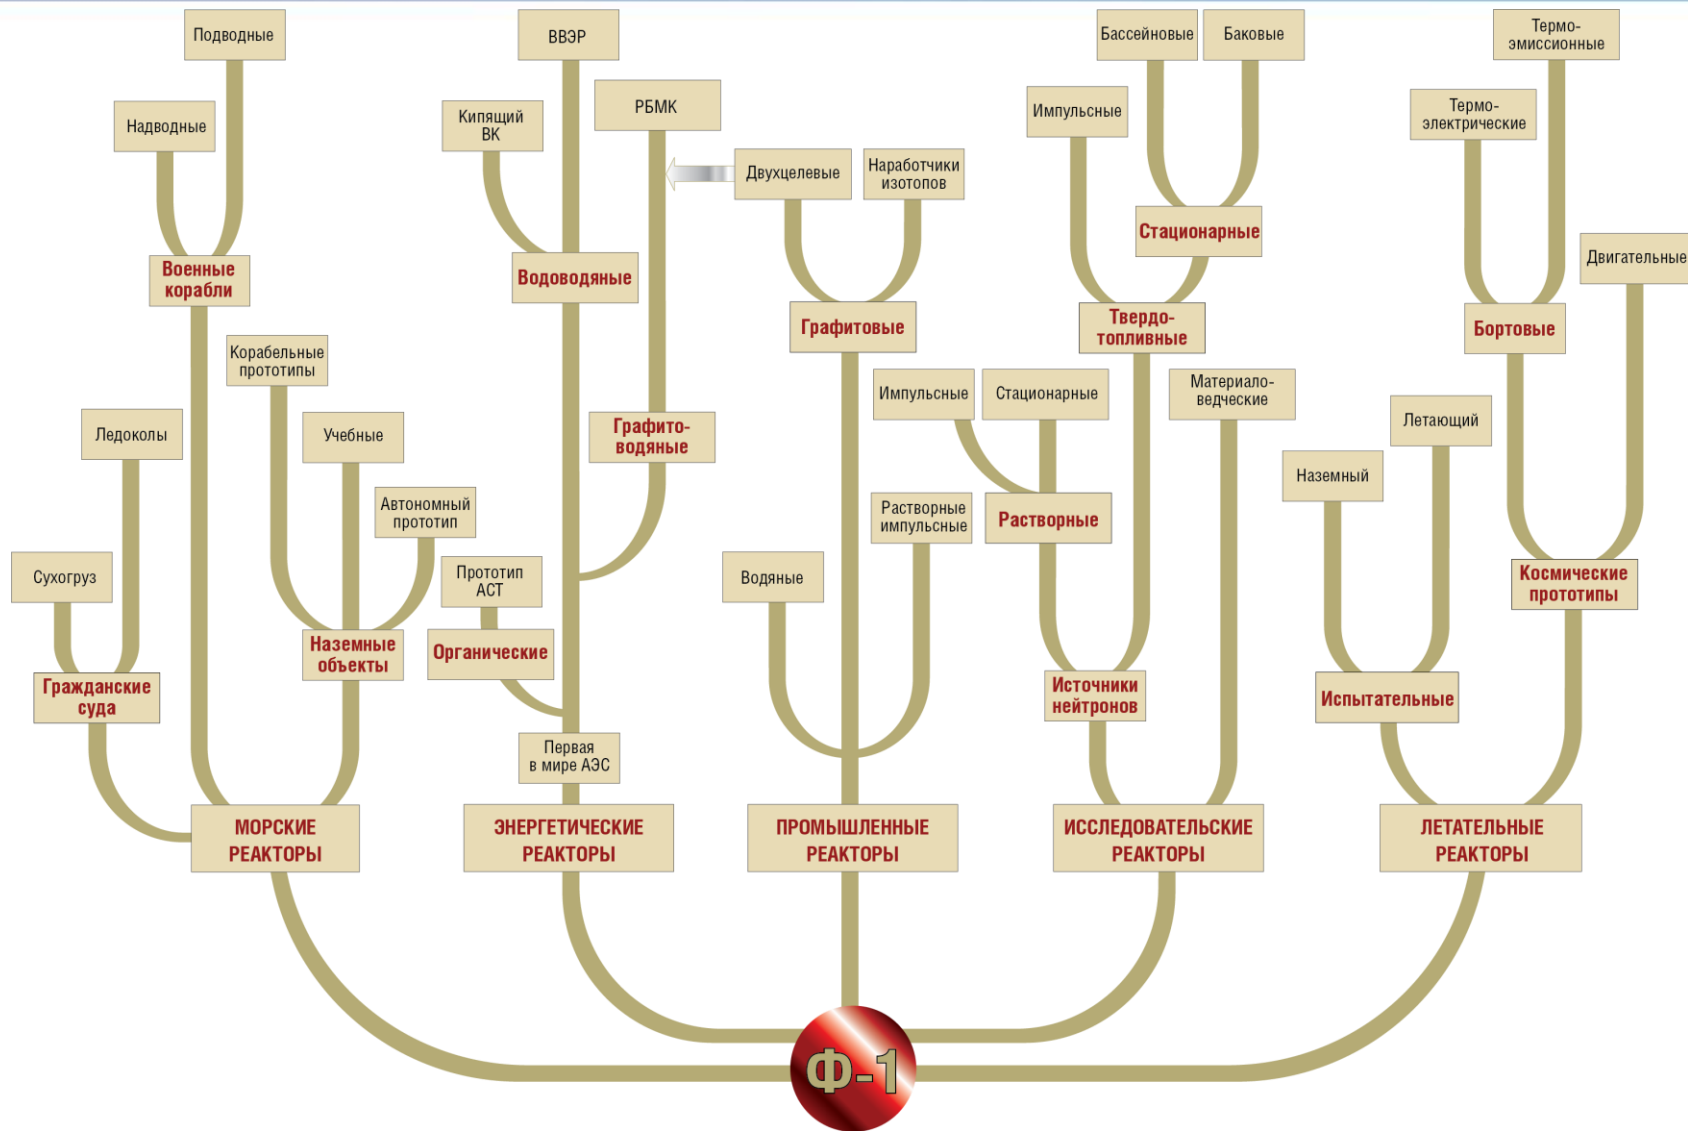 Подводные
Надводные
Военные
корабли
Корабельные
прототипы
Ледоколы
Учебные
Автономный
прототип
Сухогруз
Наземные
объекты
Гражданские
суда
МОРСКИЕ
РЕАКТОРЫ
ВВЭР
РБМК
Кипящий
ВК
Водоводяные
Графито-
водяные
Прототип
АСТ
Органические
Первая
в мире АЭС
ЭНЕРГЕТИЧЕСКИЕ
РЕАКТОРЫ
Двухцелевые
Наработчики
изотопов
Графитовые
Растворные
импульсные
Водяные
ПРОМЫШЛЕННЫЕ
РЕАКТОРЫ
Бассейновые
Баковые
Импульсные
Стационарные
Твердо-
топливные
Импульсные
Стационарные
Материало-
ведческие
Растворные
Источники
нейтронов
ИССЛЕДОВАТЕЛЬСКИЕ
РЕАКТОРЫ
Термо-
эмиссионные
Термо-
электрические
Двигательные
Бортовые
Летающий
Наземный
Космические
прототипы
Испытательные
ЛЕТАТЕЛЬНЫЕ
РЕАКТОРЫ
Ф-1